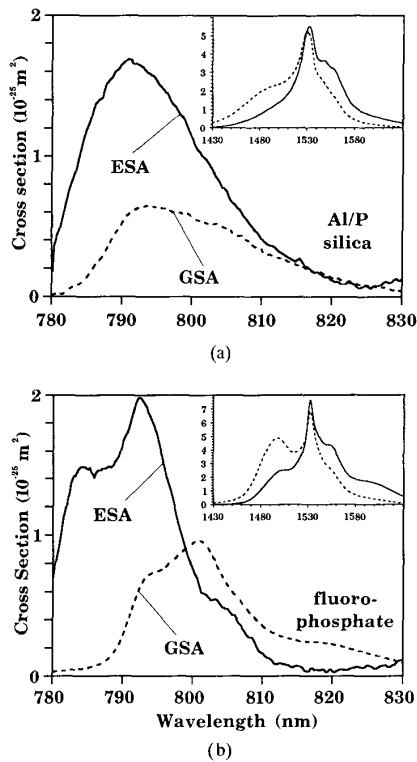 2
1
0
Cross section (10⁻²⁵ m²)
ESA
GSA
Al/P
silica
5
4
3
2
1
0
1430 1480 1530 1580
780 790 800 810 820 830
(a)
2
1
0
Cross Section (10⁻²⁵ m²)
ESA
GSA
fluoro-
phosphate
7
6
5
4
3
2
1
0
1430 1480 1530 1580
780 790 800 810 820 830
Wavelength (nm)
(b)